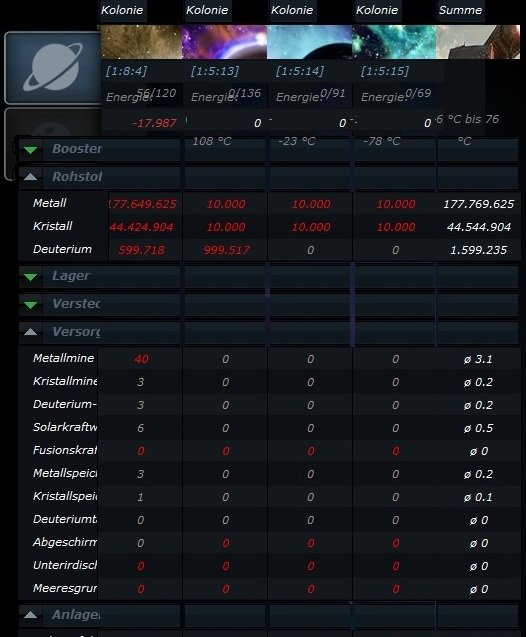 Kolonie Kolonie Kolonie Kolonie Summe
[1:8:4] [1:5:13] [1:5:14] [1:5:15]
Energie: 56/120 Energie: 0/136 Energie: 0/91 Energie: 0/69
-17.987 0 0 0 -6 °C bis 76 °C
108 °C -23 °C -78 °C
Booster
Rohstof
Metall 177.649.625 10.000 10.000 10.000 177.769.625
Kristall 44.424.904 10.000 10.000 10.000 44.544.904
Deuterium 599.718 999.517 0 0 1.599.235
Lager
Verstec
Versorg
Metallmine 40 0 0 0 ø 3.1
Kristallmine 3 0 0 0 ø 0.2
Deuterium- 3 0 0 0 ø 0.2
Solarkraftw 6 0 0 0 ø 0.5
Fusionskraf 0 0 0 0 ø 0
Metallspeic 3 0 0 0 ø 0.2
Kristallspei 1 0 0 0 ø 0.1
Deuteriumt 0 0 0 0 ø 0
Abgeschirm 0 0 0 0 ø 0
Unterirdisch 0 0 0 0 ø 0
Meeresgrun 0 0 0 0 ø 0
Anlagen